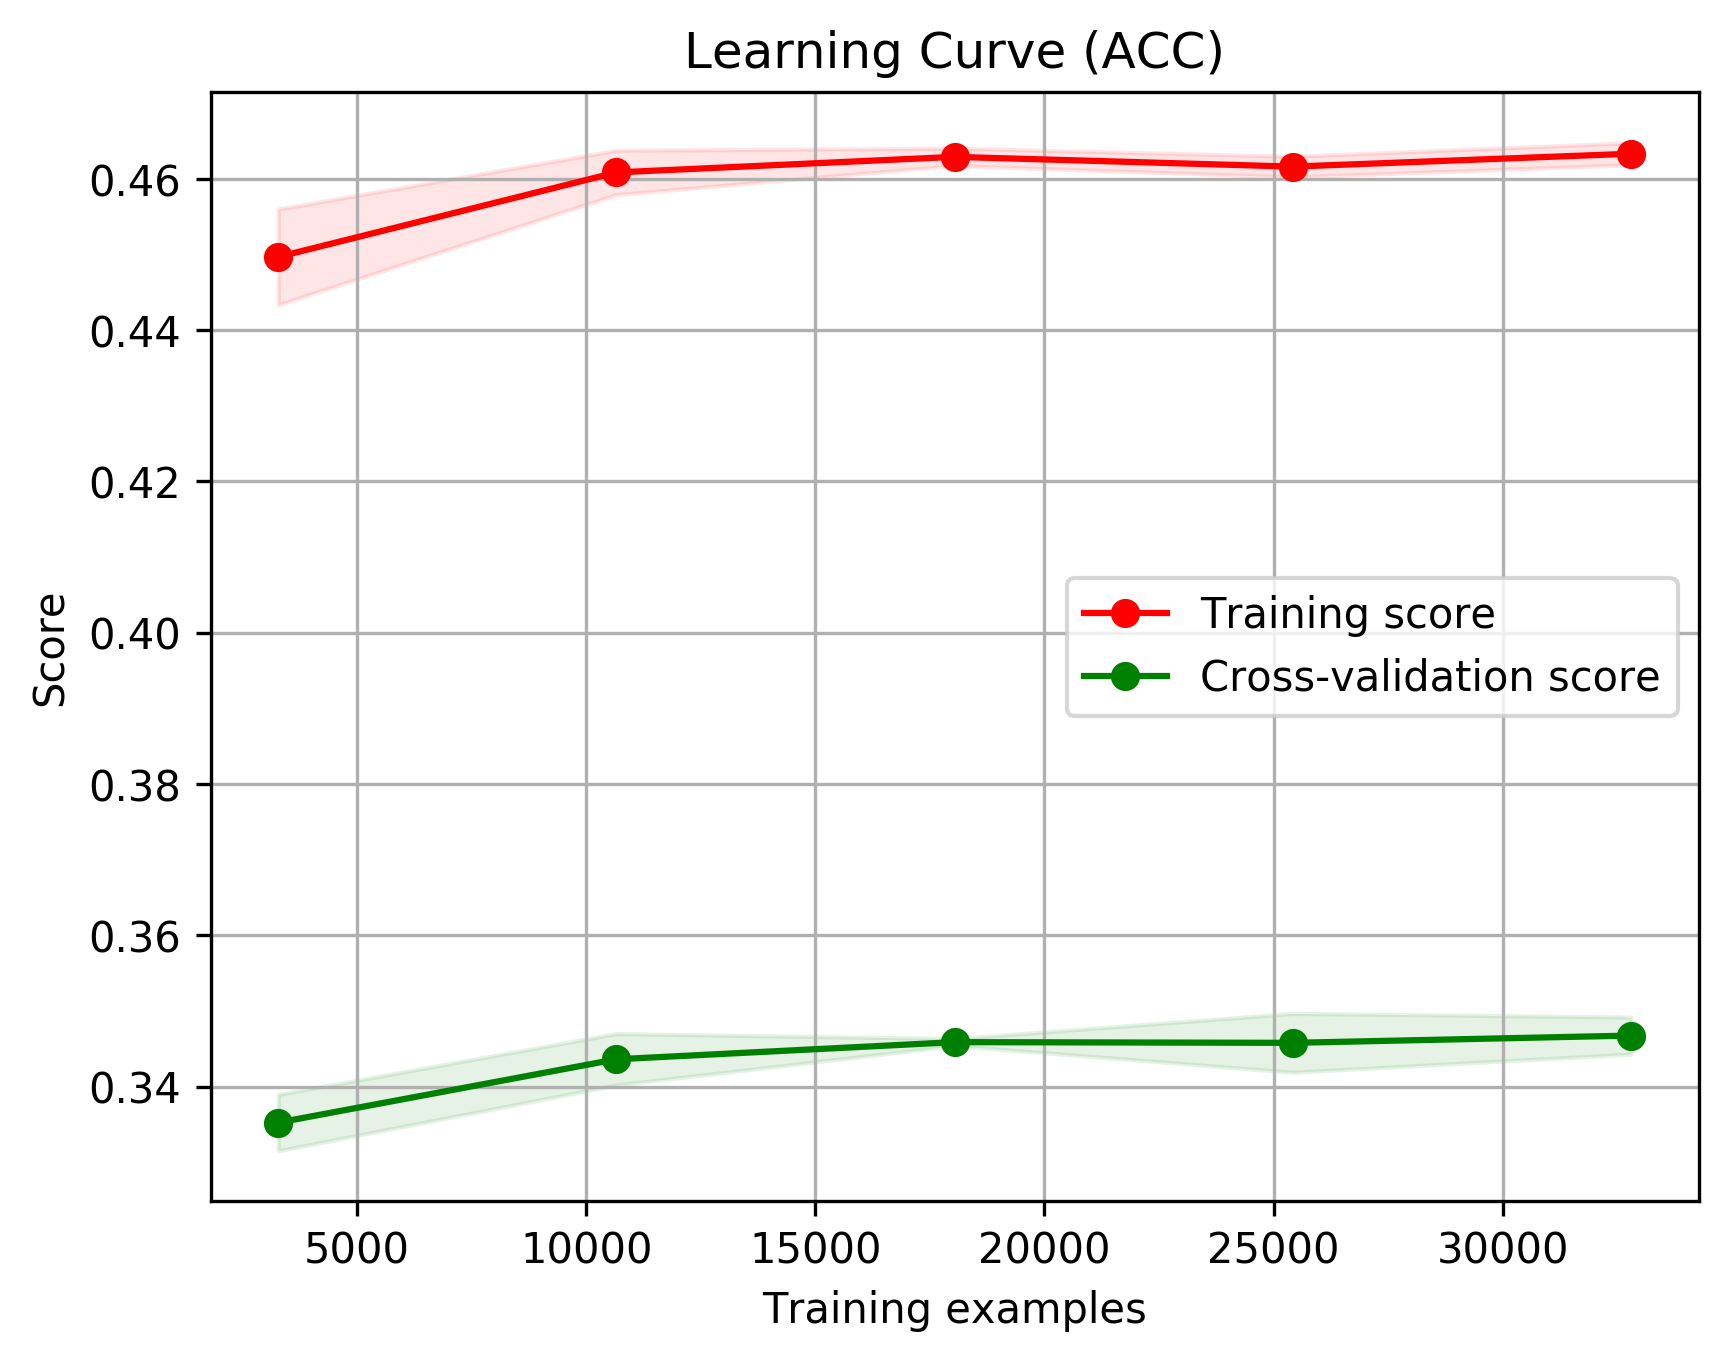 Learning Curve (ACC)
0.46
0.44
0.42
0.40
0.38
0.36
0.34
Score
Training score
Cross-validation score
5000 10000 15000 20000 25000 30000
Training examples